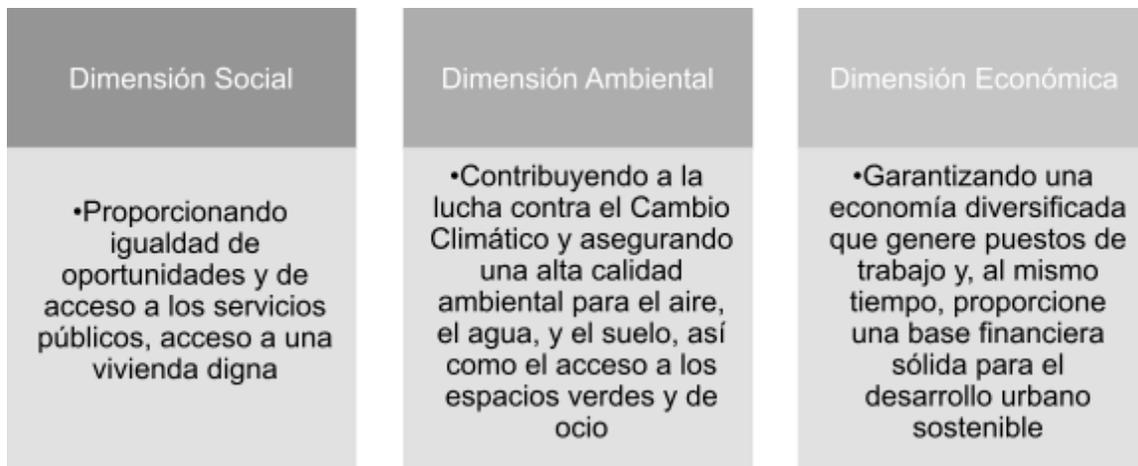 Dimensión Social
•Proporcionando
igualdad de
oportunidades y de
acceso a los servicios
públicos, acceso a una
vivienda digna
Dimensión Ambiental
•Contribuyendo a la
lucha contra el Cambio
Climático y asegurando
una alta calidad
ambiental para el aire,
el agua, y el suelo, así
como el acceso a los
espacios verdes y de
ocio
Dimensión Económica
•Garantizando una
economía diversificada
que genere puestos de
trabajo y, al mismo
tiempo, proporcione
una base financiera
sólida para el
desarrollo urbano
sostenible